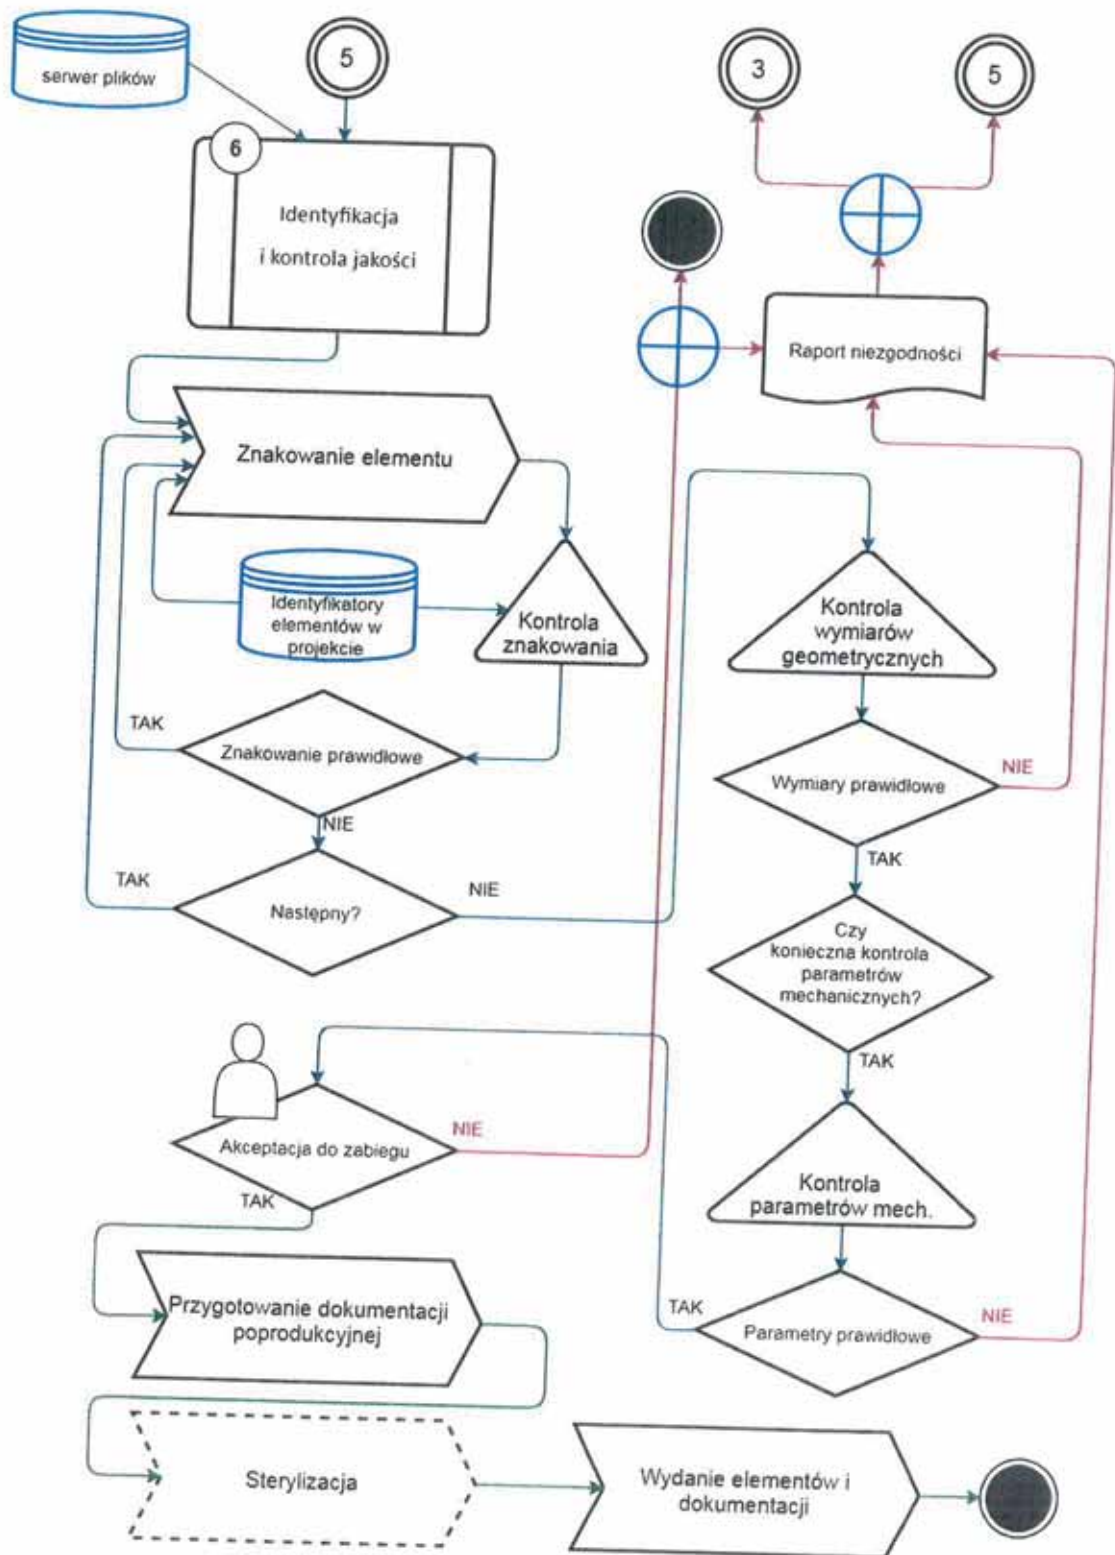 serwer plików
5
3
5
6
Identyfikacja
i kontrola jakości
Raport niezgodności
Znakowanie elementu
Identyfikatory
elementów w
projekcie
Kontrola
znakowania
Kontrola
wymiarów
geometrycznych
TAK
Znakowanie prawidłowe
NIE
Wymiary prawidłowe
NIE
TAK
TAK
Następny?
NIE
Czy
konieczna kontrola
parametrów
mechanicznych?
TAK
Akceptacja do zabiegu
NIE
TAK
Kontrola
parametrów mech.
Przygotowanie dokumentacji
poprodukcyjnej
TAK
Parametry prawidłowe
NIE
Sterylizacja
Wydanie elementów i
dokumentacji